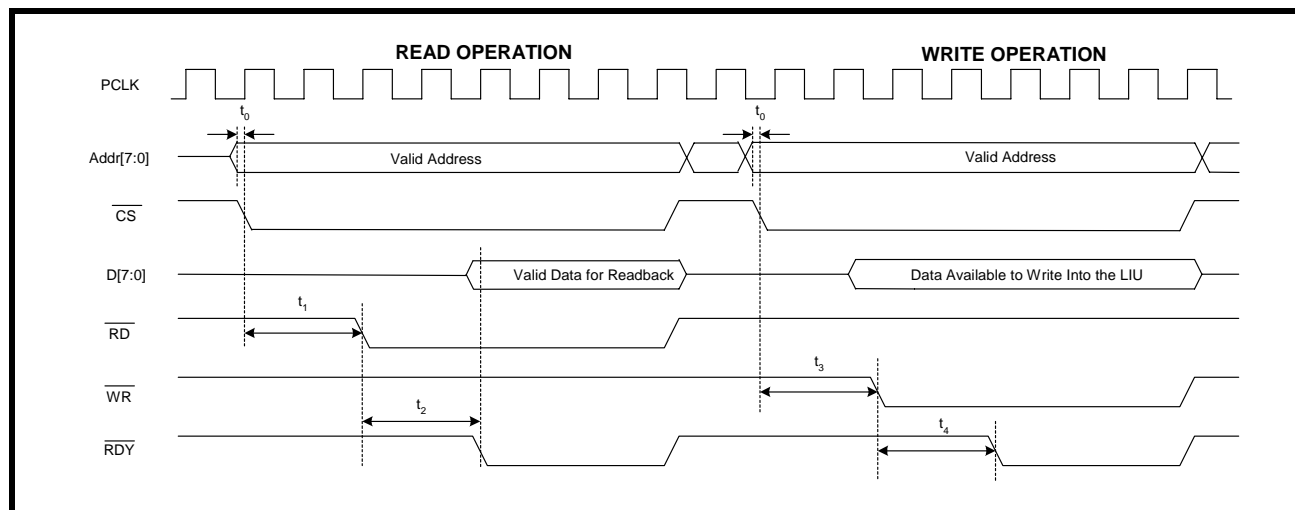 READ OPERATION WRITE OPERATION
PCLK
t0 t0
Addr[7:0] Valid Address Valid Address
CS
D[7:0] Valid Data for Readback Data Available to Write Into the LIU
t1
RD
t3
WR
t2 t4
RDY